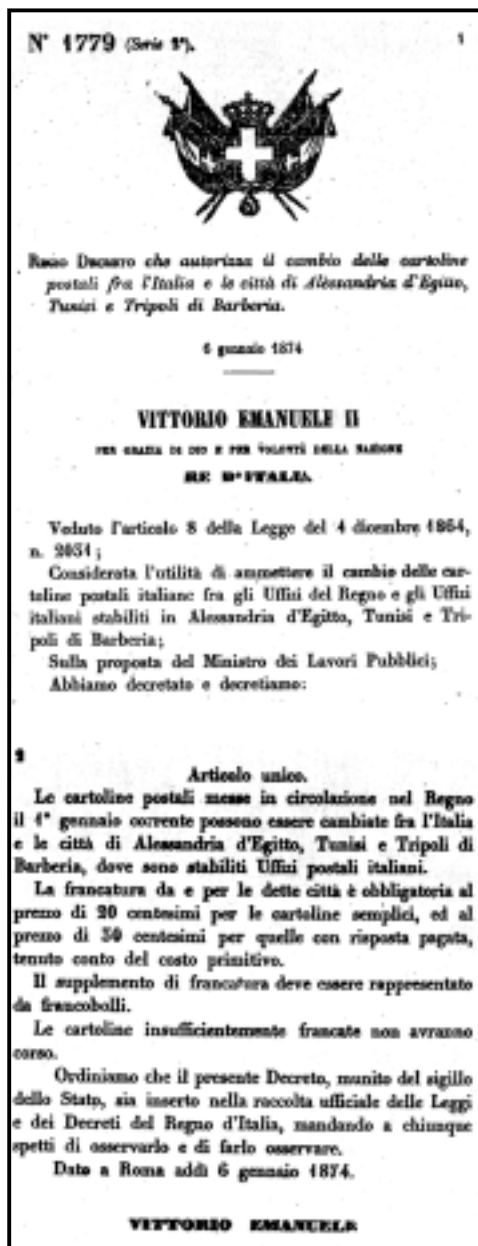 N° 1779 (Serie 2ª).
1
REGIO DECRETO che autorizza il cambio delle cartoline
postali fra l'Italia e le città di Alessandria d'Egitto,
Tunisi e Tripoli di Barberia.
6 gennaio 1874
VITTORIO EMANUELE II
PER GRAZIA DI DIO E PER VOLONTÀ DELLA NAZIONE
RE D'ITALIA
Veduto l'articolo 8 della Legge del 4 dicembre 1864,
n. 2031;
Considerata l'utilità di ammettere il cambio delle car-
toline postali italiane fra gli Uffizi del Regno e gli Uffizi
italiani stabiliti in Alessandria d'Egitto, Tunisi e Tri-
poli di Barberia;
Sulla proposta del Ministro dei Lavori Pubblici;
Abbiamo decretato e decretiamo:
2
Articolo unico.
Le cartoline postali messe in circolazione nel Regno
il 1° gennaio corrente possono essere cambiate fra l'Italia
e le città di Alessandria d'Egitto, Tunisi e Tripoli di
Barberia, dove sono stabiliti Uffizi postali italiani.
La francatura da e per le dette città è obbligatoria al
prezzo di 20 centesimi per le cartoline semplici, ed al
prezzo di 30 centesimi per quelle con risposta pagata,
tenuto conto del costo primitivo.
Il supplemento di francatura deve essere rappresentato
da francobolli.
Le cartoline insufficientemente francate non avranno
corso.
Ordiniamo che il presente Decreto, munito del sigillo
dello Stato, sia inserto nella raccolta ufficiale delle Leggi
e dei Decreti del Regno d'Italia, mandando a chiunque
spetti di osservarlo e di farlo osservare.
Dato a Roma addì 6 gennaio 1874.
VITTORIO EMANUELE